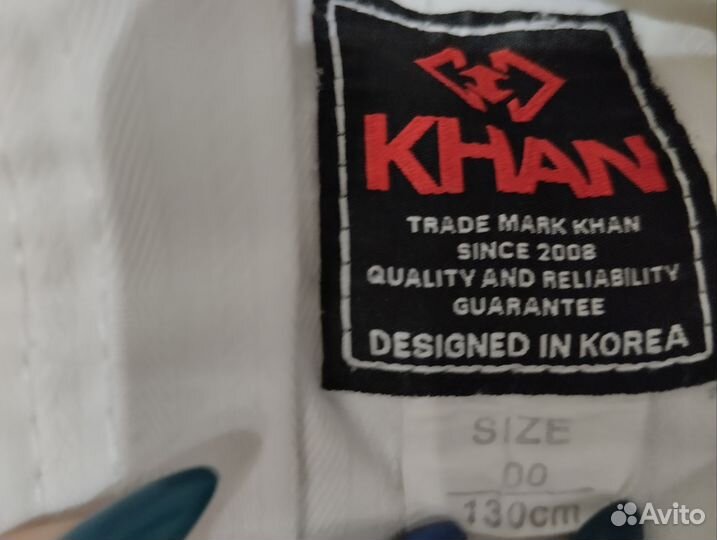 KHAN
TRADE MARK KHAN
SINCE 2008
QUALITY AND RELIABILITY
GUARANTEE
DESIGNED IN KOREA
SIZE
00
130cm
Avito